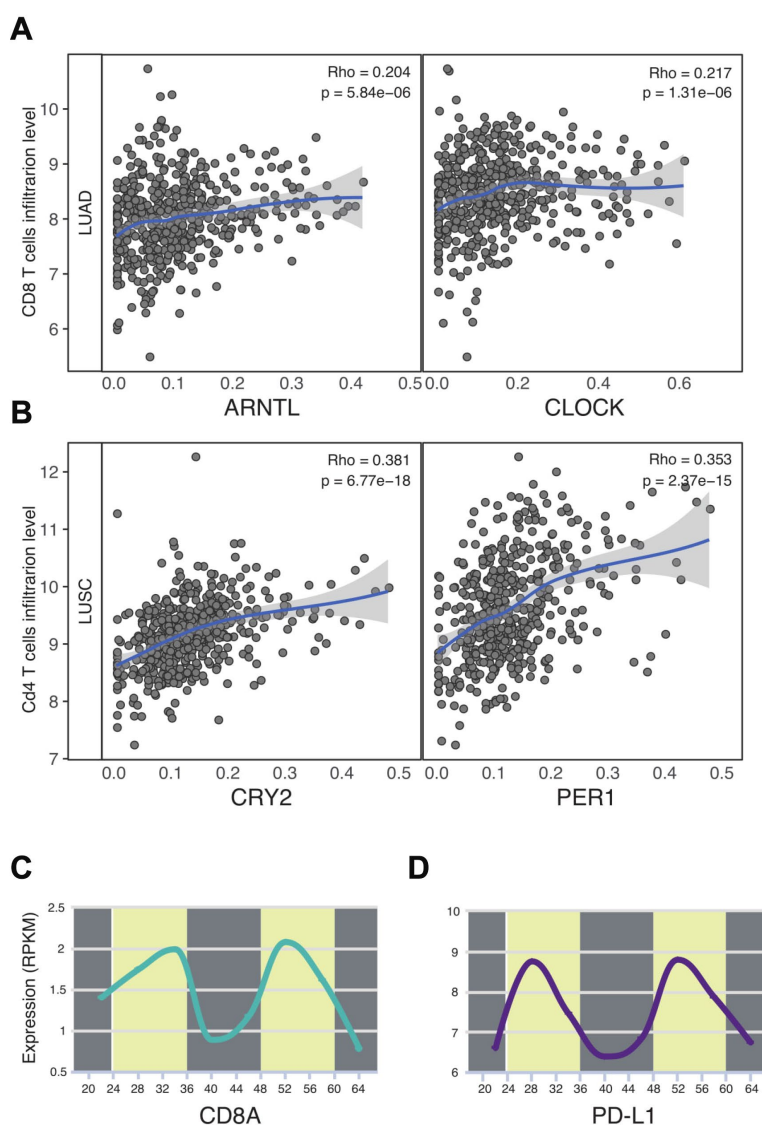 A
LUAD
CD8 T cells infiltrarion level
10
9
8
7
6
Rho = 0.204
p = 5.84e-06
Rho = 0.217
p = 1.31e-06
0.0 0.1 0.2 0.3 0.4 0.5
0.0 0.2 0.4 0.6
ARNTL CLOCK
B
LUSC
Cd4 T cells infiltrarion level
12
11
10
9
8
7
Rho = 0.381
p = 6.77e-18
Rho = 0.353
p = 2.37e-15
0.0 0.1 0.2 0.3 0.4 0.5
0.0 0.1 0.2 0.3 0.4 0.5
CRY2 PER1
C
Expression (RPKM)
2.5
2
1.5
1
0.5
20 24 28 32 36 40 44 48 52 56 60 64
CD8A
D
10
9
8
7
6
20 24 28 32 36 40 44 48 52 56 60 64
PD-L1